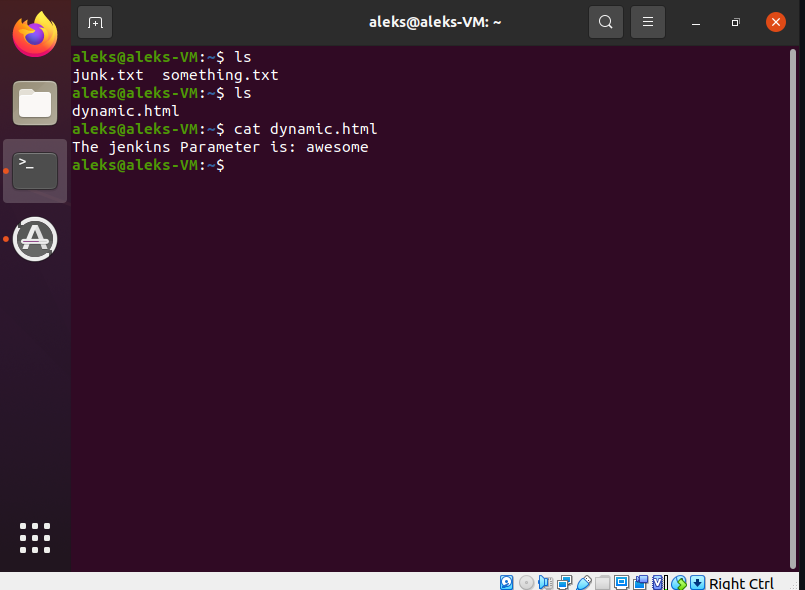 aleks@aleks-VM: ~
aleks@aleks-VM:~$ ls
junk.txt  something.txt
aleks@aleks-VM:~$ ls
dynamic.html
aleks@aleks-VM:~$ cat dynamic.html
The jenkins Parameter is: awesome
aleks@aleks-VM:~$
Right Ctrl